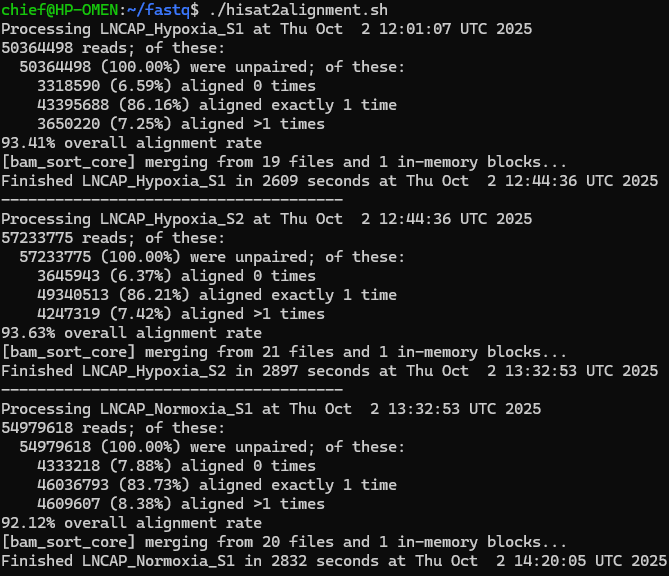 chief@HP-OMEN:~/fastq$ ./hisat2alignment.sh
Processing LNCAP_Hypoxia_S1 at Thu Oct  2 12:01:07 UTC 2025
50364498 reads; of these:
  50364498 (100.00%) were unpaired; of these:
    3318590 (6.59%) aligned 0 times
    43395688 (86.16%) aligned exactly 1 time
    3650220 (7.25%) aligned >1 times
93.41% overall alignment rate
[bam_sort_core] merging from 19 files and 1 in-memory blocks...
Finished LNCAP_Hypoxia_S1 in 2609 seconds at Thu Oct  2 12:44:36 UTC 2025
--------------------------------------
Processing LNCAP_Hypoxia_S2 at Thu Oct  2 12:44:36 UTC 2025
57233775 reads; of these:
  57233775 (100.00%) were unpaired; of these:
    3645943 (6.37%) aligned 0 times
    49340513 (86.21%) aligned exactly 1 time
    4247319 (7.42%) aligned >1 times
93.63% overall alignment rate
[bam_sort_core] merging from 21 files and 1 in-memory blocks...
Finished LNCAP_Hypoxia_S2 in 2897 seconds at Thu Oct  2 13:32:53 UTC 2025
--------------------------------------
Processing LNCAP_Normoxia_S1 at Thu Oct  2 13:32:53 UTC 2025
54979618 reads; of these:
  54979618 (100.00%) were unpaired; of these:
    4333218 (7.88%) aligned 0 times
    46036793 (83.73%) aligned exactly 1 time
    4609607 (8.38%) aligned >1 times
92.12% overall alignment rate
[bam_sort_core] merging from 20 files and 1 in-memory blocks...
Finished LNCAP_Normoxia_S1 in 2832 seconds at Thu Oct  2 14:20:05 UTC 2025